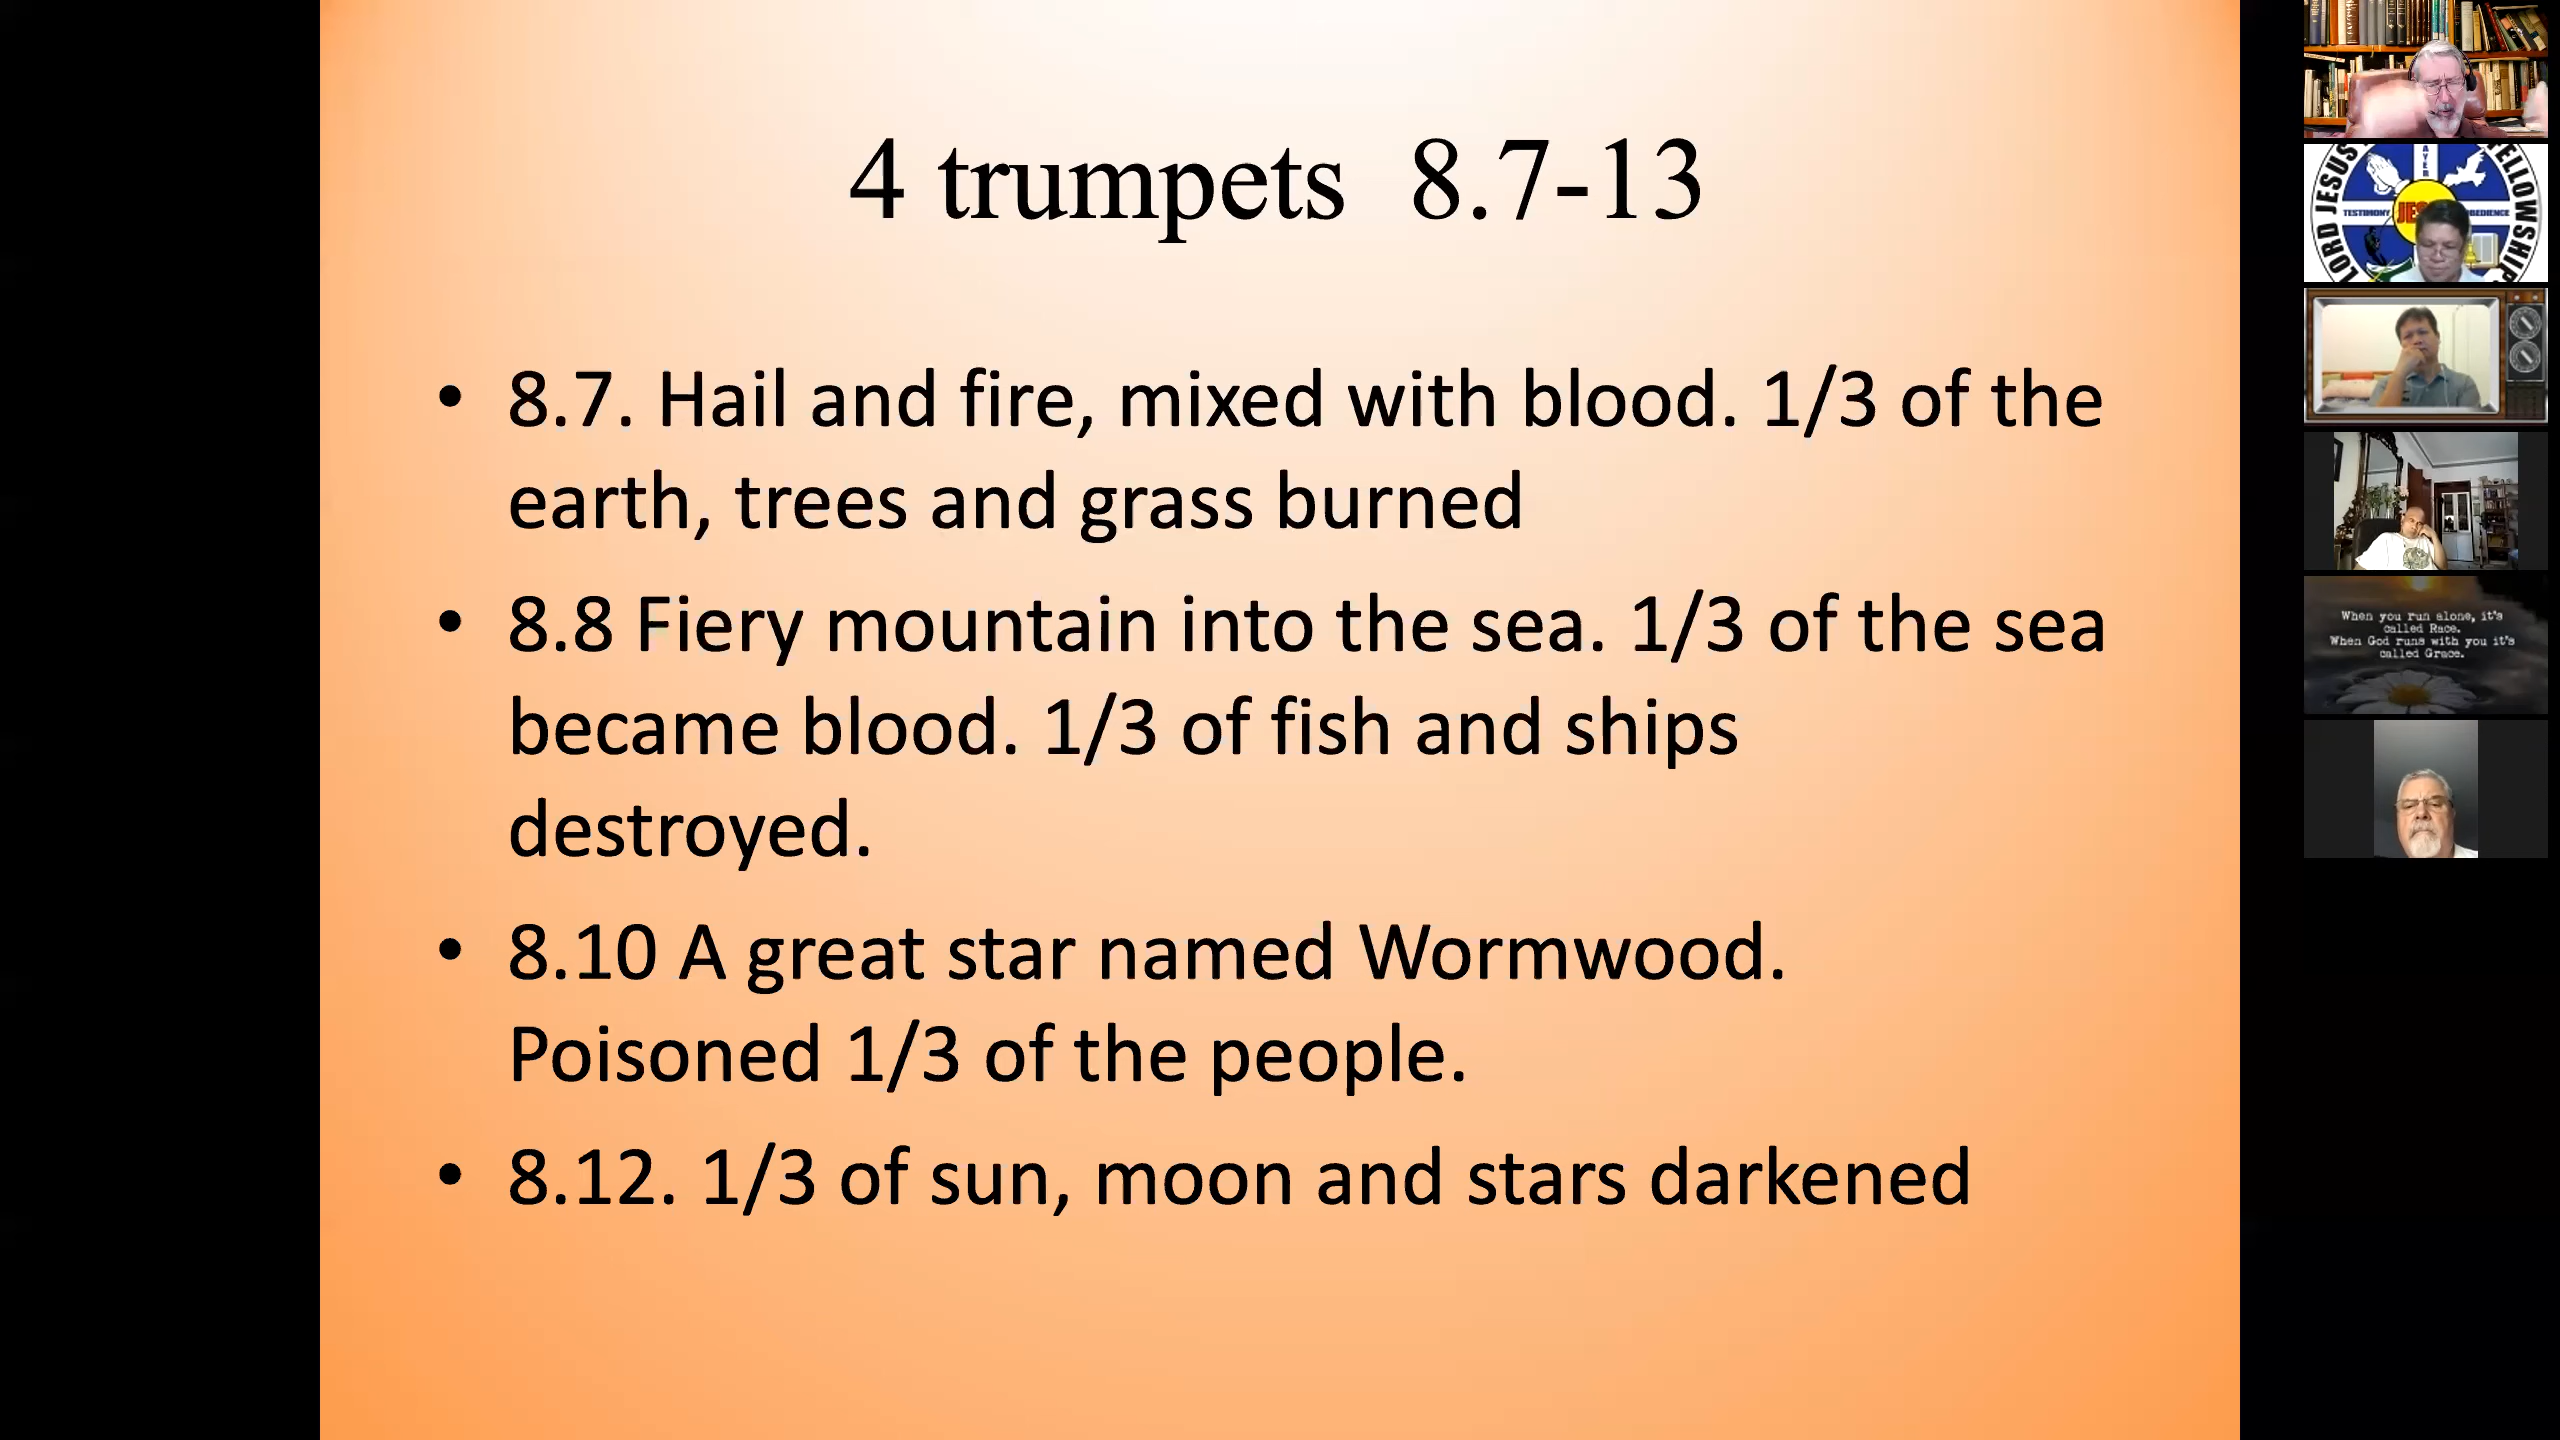 4 trumpets 8.7-13
• 8.7. Hail and fire, mixed with blood. 1/3 of the
earth, trees and grass burned
• 8.8 Fiery mountain into the sea. 1/3 of the sea
became blood. 1/3 of fish and ships
destroyed.
• 8.10 A great star named Wormwood.
Poisoned 1/3 of the people.
• 8.12. 1/3 of sun, moon and stars darkened
LORD JESUS
FELLOWSHIP
TESTIMONY
When you run alone, it's
called Race.
When God runs with you it's
called Grace.